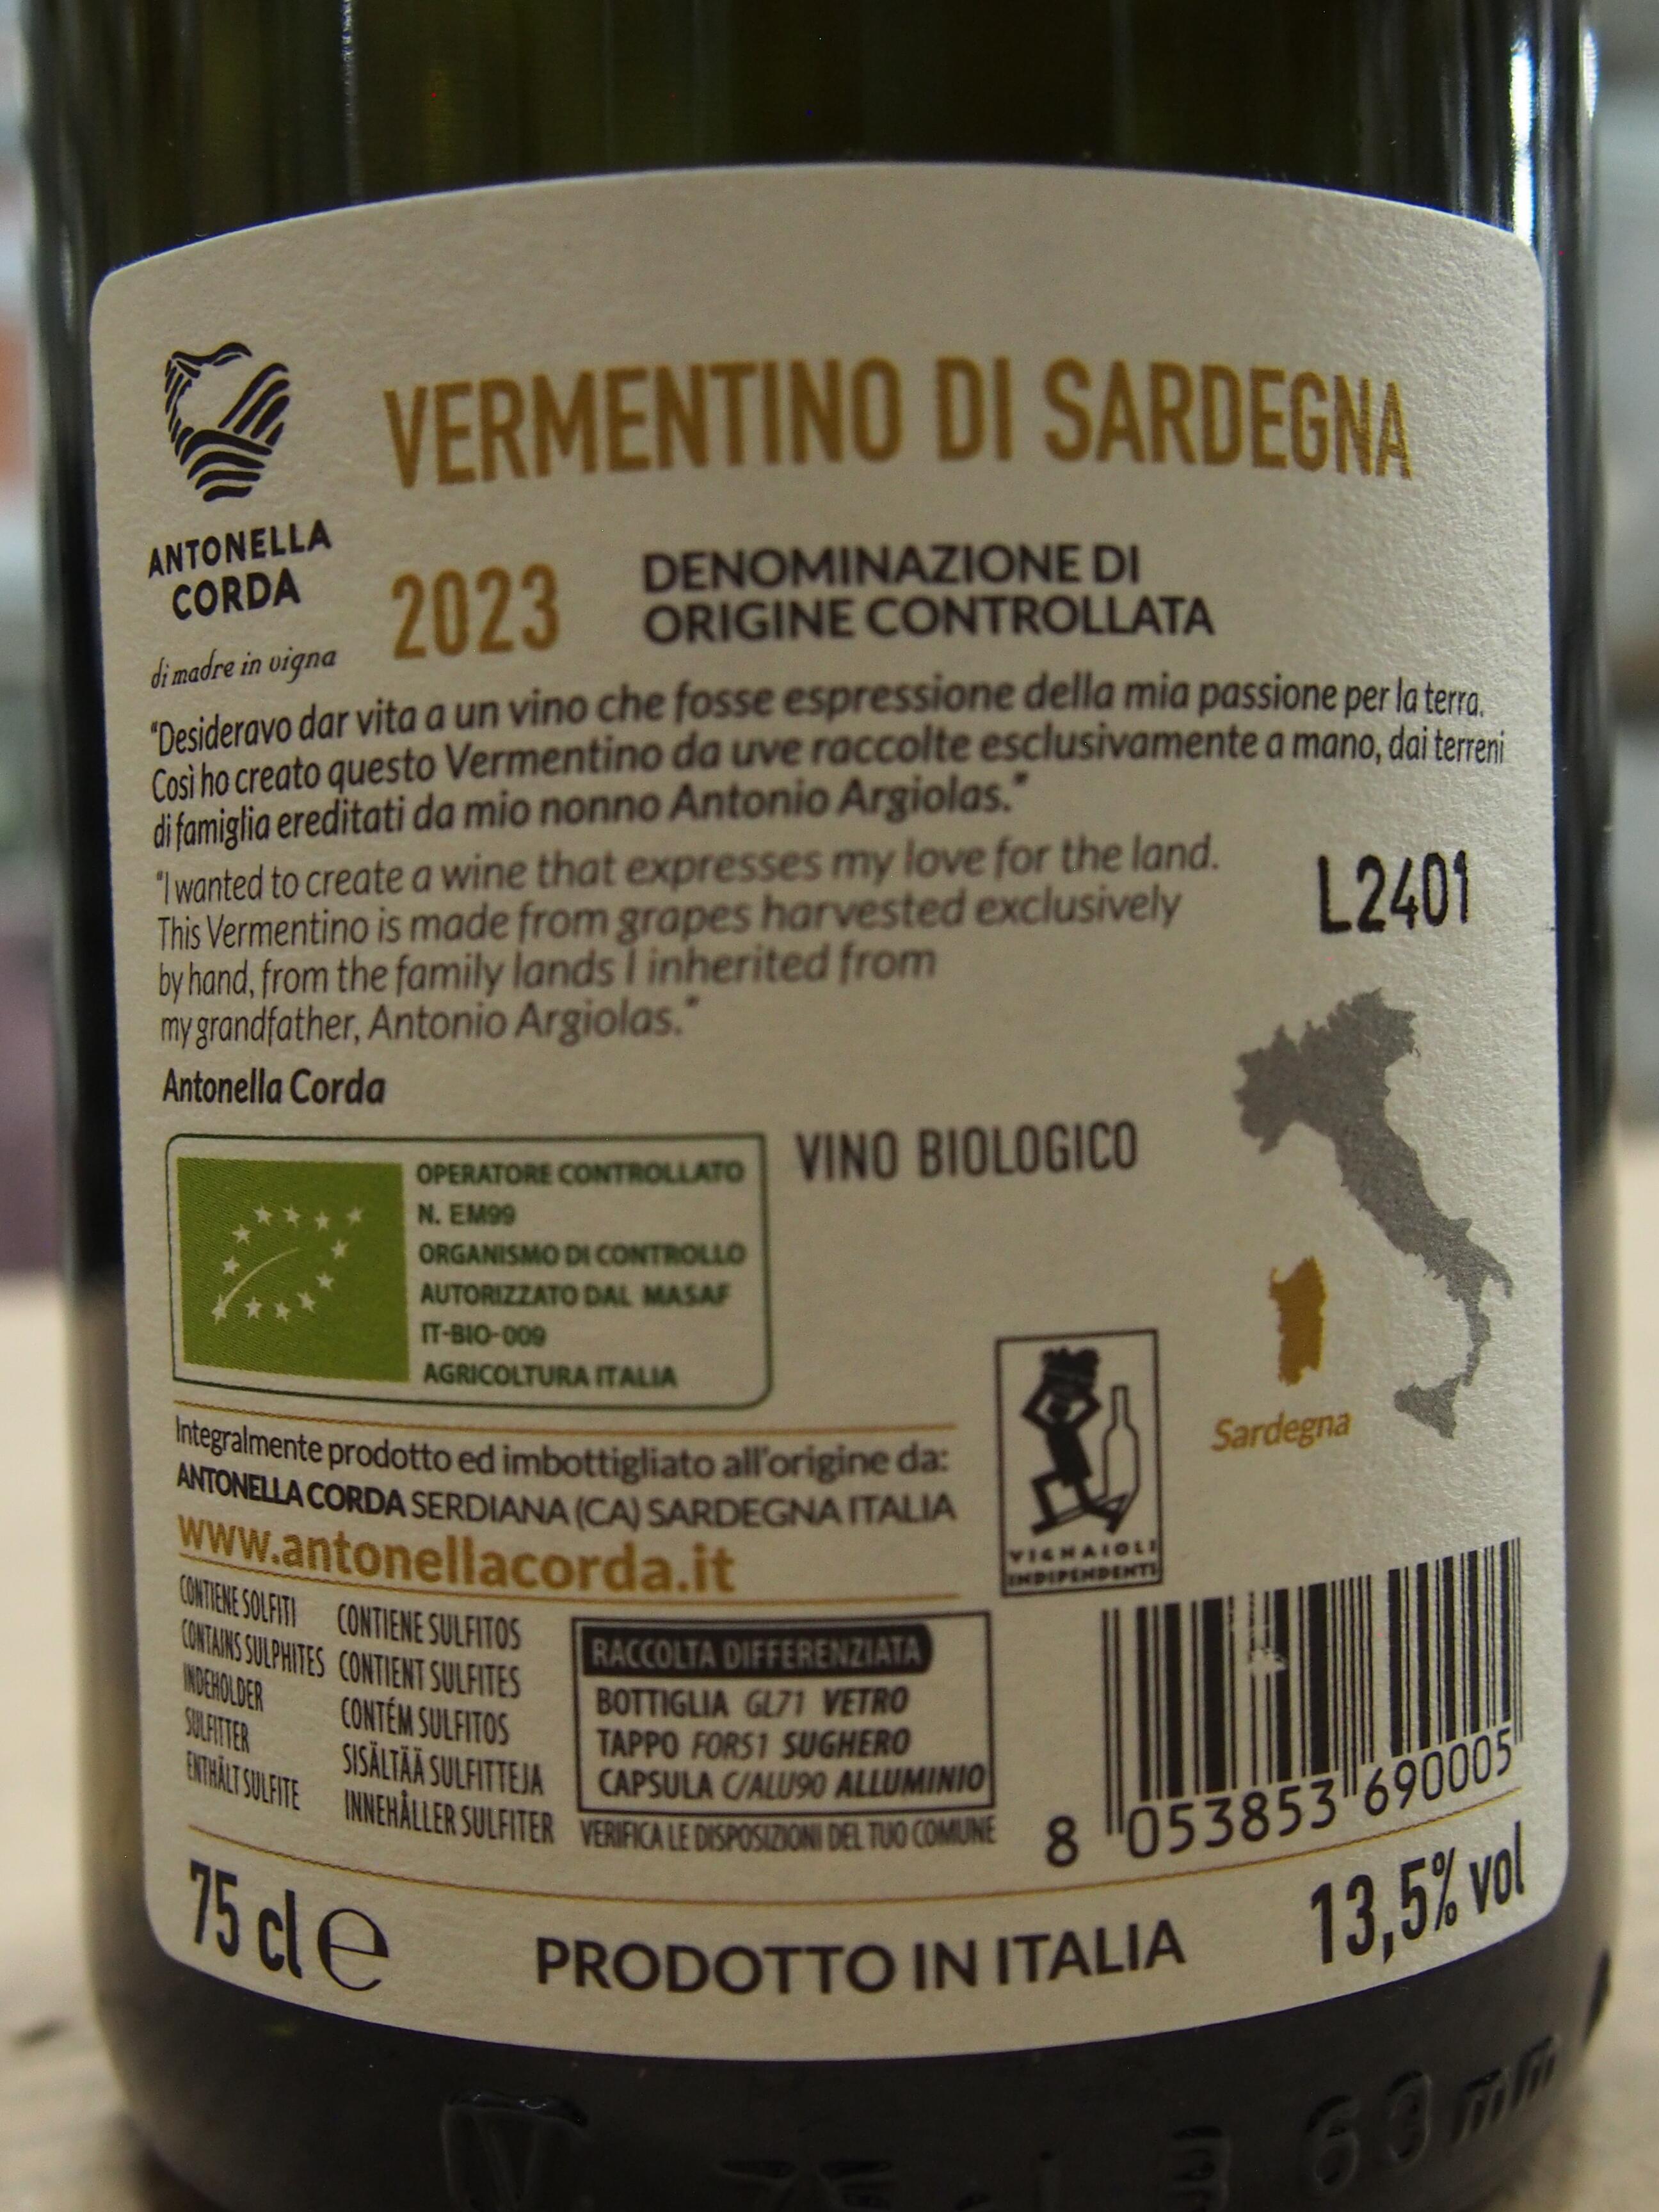 VERMENTINO DI SARDEGNA
ANTONELLA
CORDA
di madre in vigna
2023
DENOMINAZIONE DI
ORIGINE CONTROLLATA
“Desideravo dar vita a un vino che fosse espressione della mia passione per la terra.
Così ho creato questo Vermentino da uve raccolte esclusivamente a mano, dai terreni
di famiglia ereditati da mio nonno Antonio Argiolas.”
“I wanted to create a wine that expresses my love for the land.
This Vermentino is made from grapes harvested exclusively
by hand, from the family lands I inherited from
my grandfather, Antonio Argiolas.”
Antonella Corda
L2401
OPERATORE CONTROLLATO
N. EM99
ORGANISMO DI CONTROLLO
AUTORIZZATO DAL MASAF
IT-BIO-009
AGRICOLTURA ITALIA
VINO BIOLOGICO
Sardegna
Integralmente prodotto ed imbottigliato all'origine da:
ANTONELLA CORDA SERDIANA (CA) SARDEGNA ITALIA
www.antonellacorda.it
VIGNAIOLI
INDIPENDENTI
CONTIENE SOLFITI
CONTAINS SULPHITES
INDEHOLDER
SULFITTER
ENTHÄLT SULFITE
CONTIENE SULFITOS
CONTIENT SULFITES
CONTÉM SULFITOS
SISÄLTÄÄ SULFITTEJA
INNEHÅLLER SULFITER
RACCOLTA DIFFERENZIATA
BOTTIGLIA GL71 VETRO
TAPPO FOR51 SUGHERO
CAPSULA C/ALU90 ALLUMINIO
VERIFICA LE DISPOSIZIONI DEL TUO COMUNE
8 053853 690005
75 cl e
PRODOTTO IN ITALIA
13,5% vol
63 mm